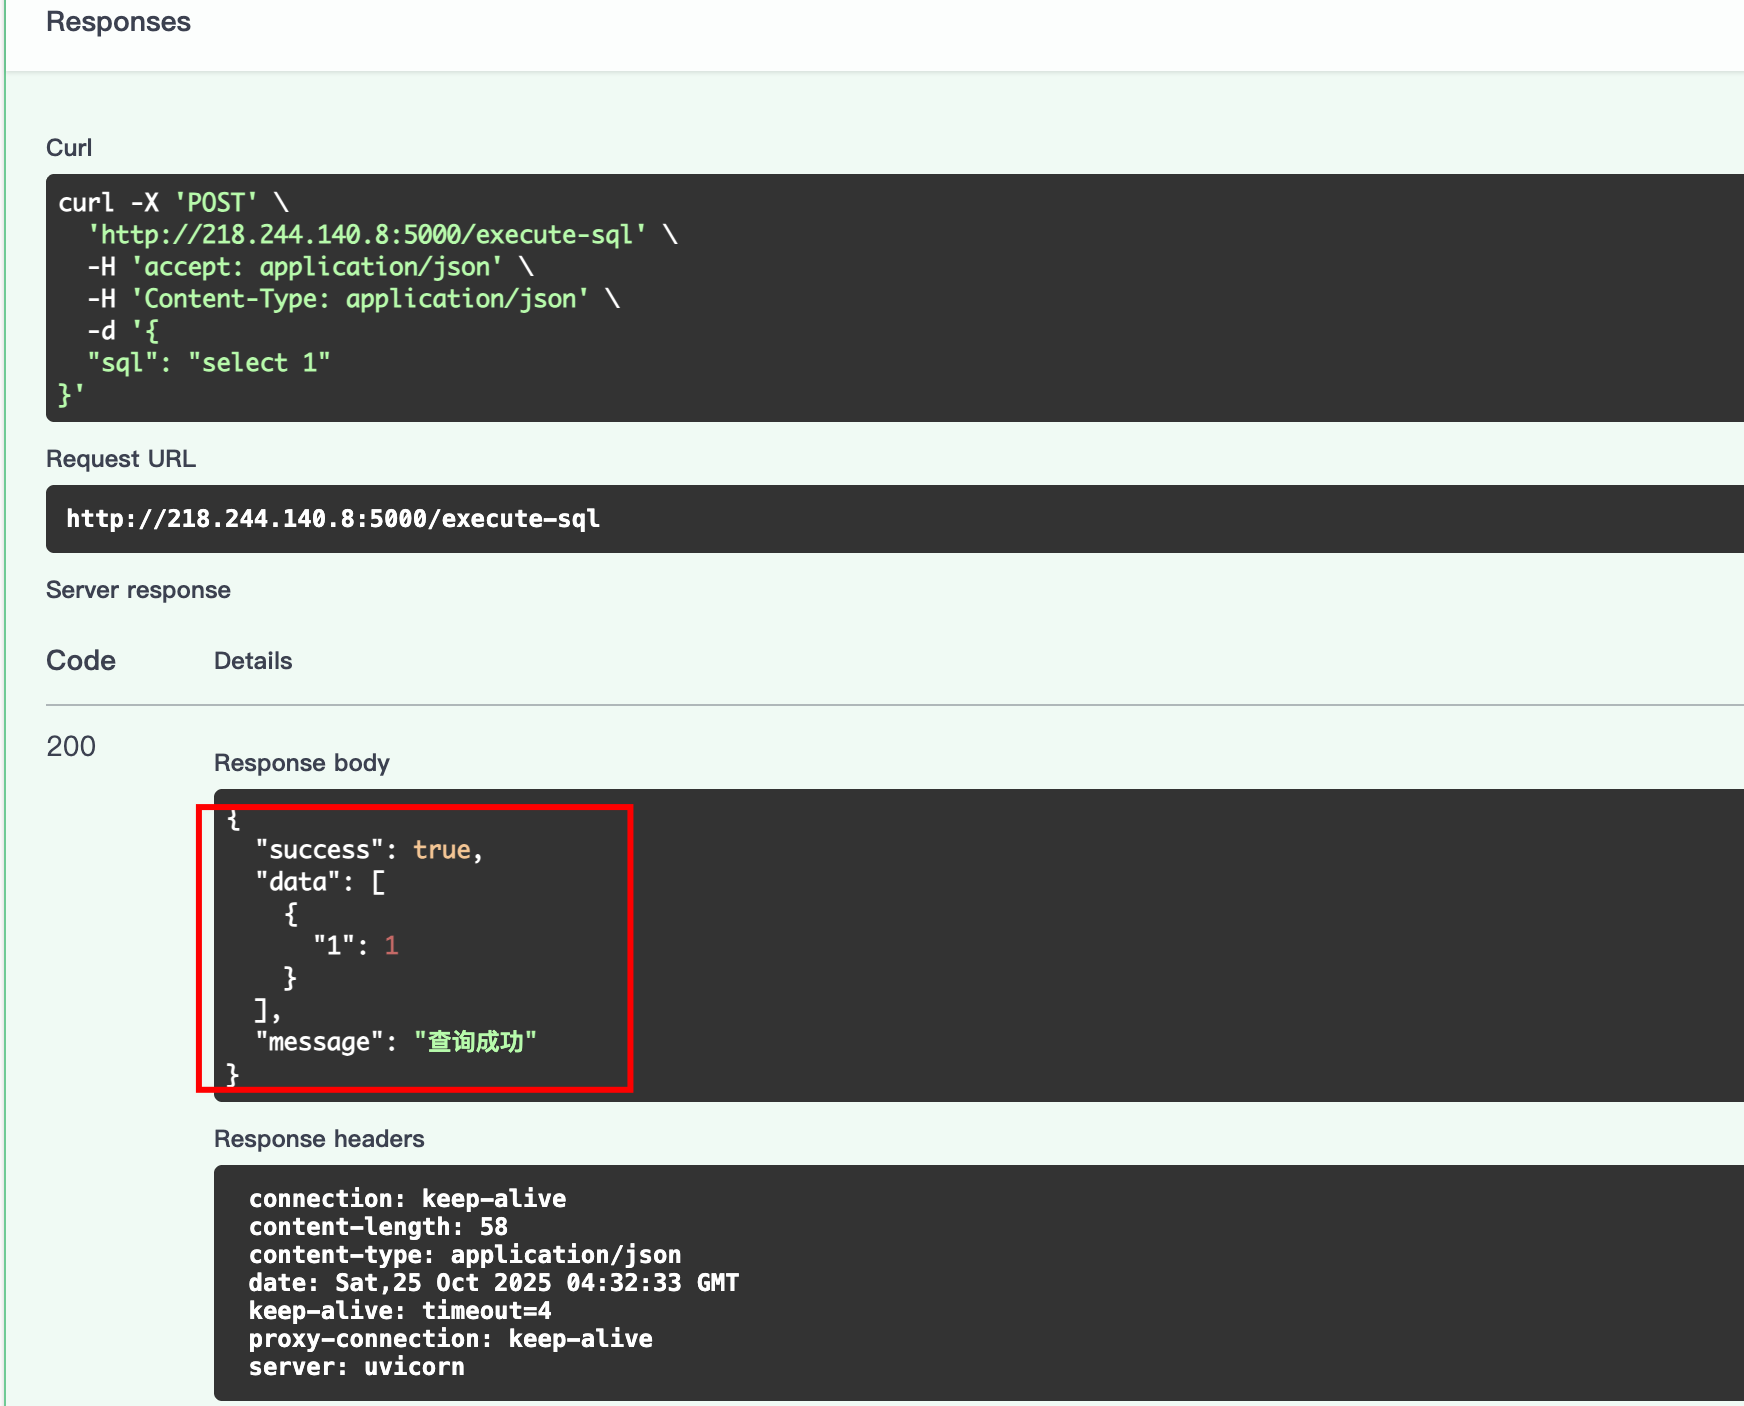 Responses
Curl
curl -X 'POST' \
  'http://218.244.140.8:5000/execute-sql' \
  -H 'accept: application/json' \
  -H 'Content-Type: application/json' \
  -d '{
  "sql": "select 1"
}'
Request URL
http://218.244.140.8:5000/execute-sql
Server response
Code Details
200
Response body
{
  "success": true,
  "data": [
    {
      "1": 1
    }
  ],
  "message": "查询成功"
}
Response headers
connection: keep-alive
content-length: 58
content-type: application/json
date: Sat,25 Oct 2025 04:32:33 GMT
keep-alive: timeout=4
proxy-connection: keep-alive
server: uvicorn